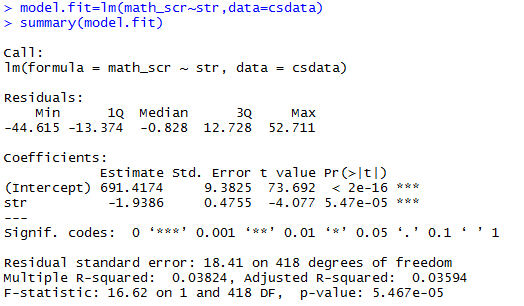 > model.fit=lm(math_scr~str,data=csdata)
> summary(model.fit)
Call:
lm(formula = math_scr ~ str, data = csdata)
Residuals:
    Min      1Q  Median      3Q     Max
-44.615 -13.374  -0.828  12.728  52.711
Coefficients:
            Estimate Std. Error t value Pr(>|t|)
(Intercept) 691.4174     9.3825  73.692  < 2e-16 ***
str          -1.9386     0.4755  -4.077 5.47e-05 ***
---
Signif. codes:  0 ‘***’ 0.001 ‘**’ 0.01 ‘*’ 0.05 ‘.’ 0.1 ‘ ’ 1
Residual standard error: 18.41 on 418 degrees of freedom
Multiple R-squared:  0.03824, Adjusted R-squared:  0.03594
F-statistic: 16.62 on 1 and 418 DF,  p-value: 5.467e-05